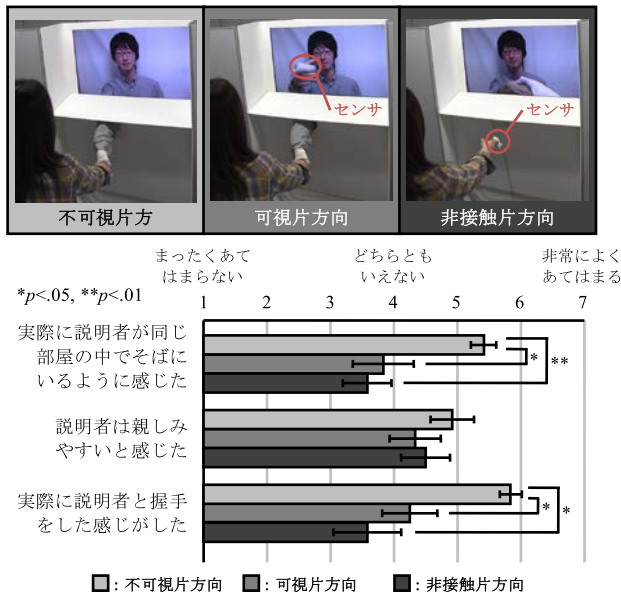 センサ
センサ
不可視片方
可視片方向
非接触片方向
まったくあて
はまらない
どちらとも
いえない
非常によく
あてはまる
*p<.05, **p<.01
1 2 3 4 5 6 7
実際に説明者が同じ
部屋の中でそばに
いるように感じた
* **
説明者は親しみ
やすいと感じた
実際に説明者と握手
をした感じがした
* *
: 不可視片方向 : 可視片方向 : 非接触片方向